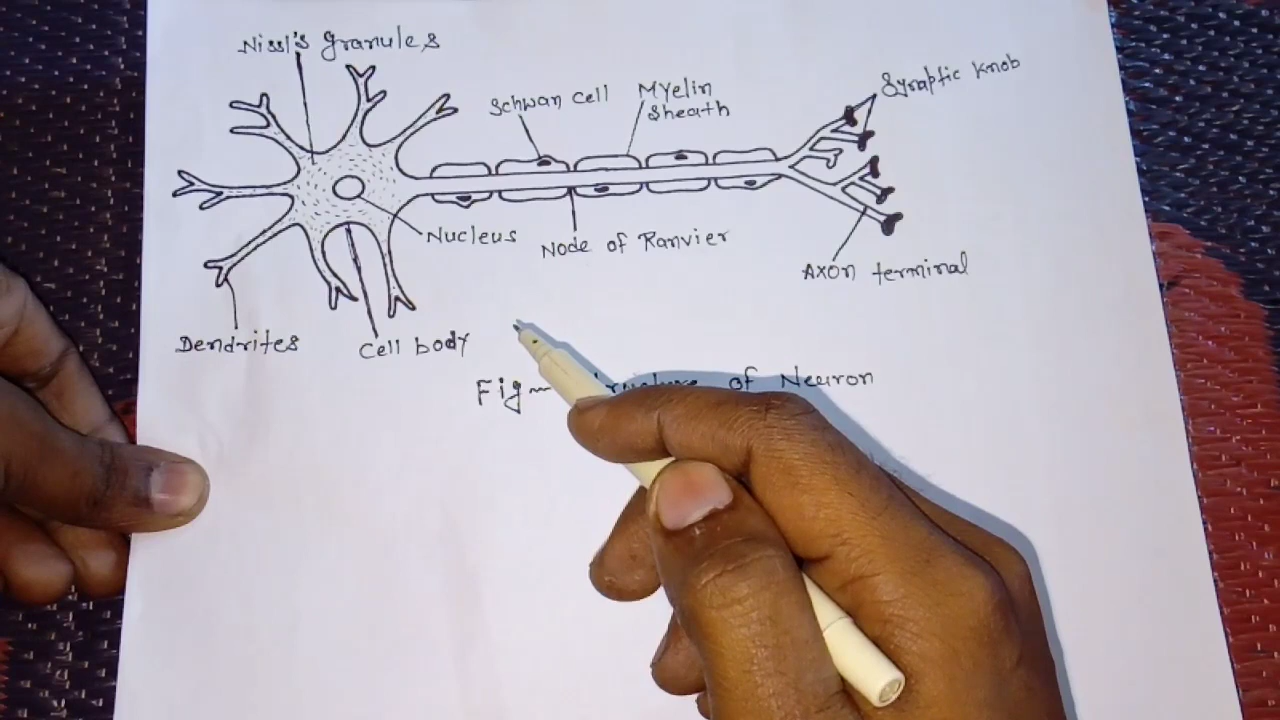 Nissl's granules
Schwan cell
Myelin
Sheath
Synaptic knob
Nucleus
Node of Ranvier
Axon terminal
Dendrites
Cell body
Fig~ of Neuron